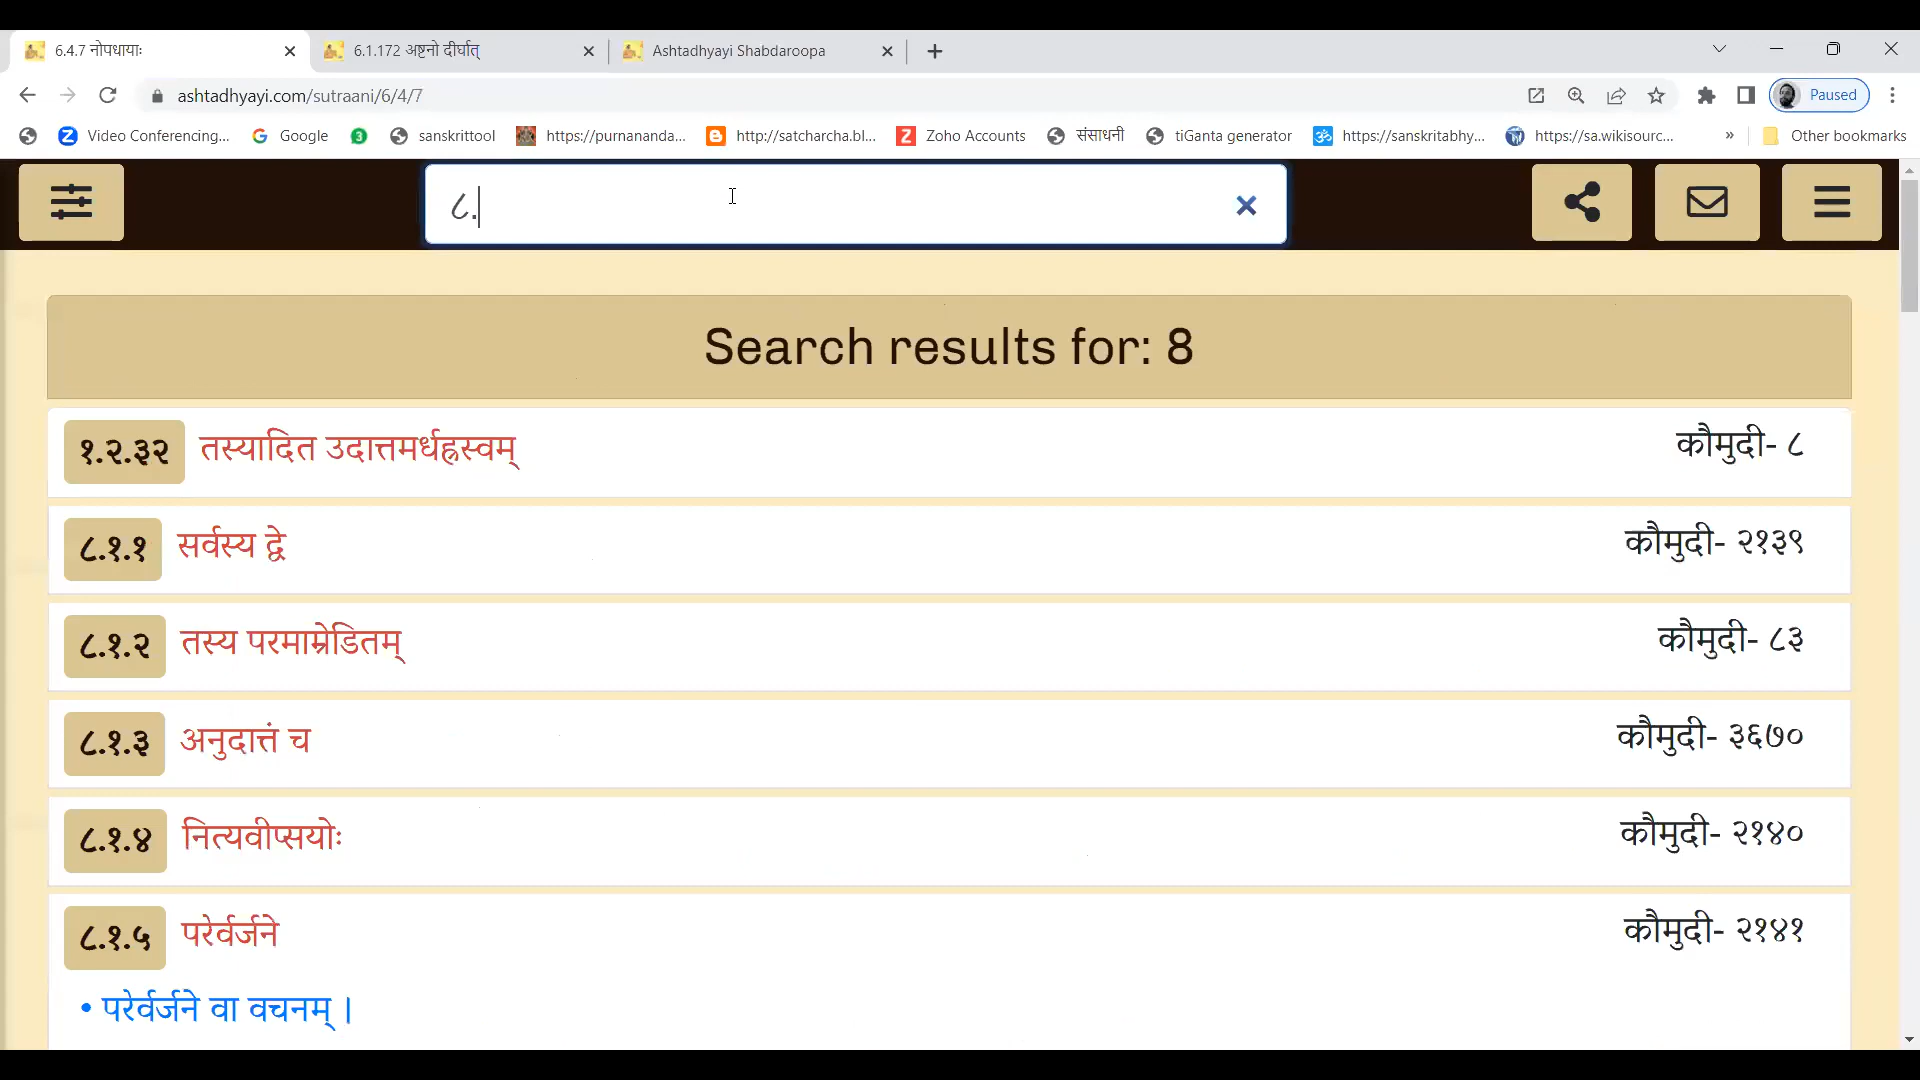 6.4.7 नोपधायाः
6.1.172 अष्टनो दीर्घात्
Ashtadhyayi Shabdaroopa
ashtadhyayi.com/sutraani/6/4/7
Paused
Video Conferencing...
Google
3
sanskrittool
https://purnananda...
http://satcharcha.bl...
Zoho Accounts
संसाधनी
tiGanta generator
https://sanskritabhy...
https://sa.wikisourc...
»
Other bookmarks
८.
Search results for: 8
१.२.३२ तस्यादित उदात्तमर्धह्रस्वम् कौमुदी- ८
८.१.१ सर्वस्य द्वे कौमुदी- २१३९
८.१.२ तस्य परमाम्रेडितम् कौमुदी- ८३
८.१.३ अनुदात्तं च कौमुदी- ३६७०
८.१.४ नित्यवीप्सयोः कौमुदी- २१४०
८.१.५ परेर्वर्जने कौमुदी- २१४१
• परेर्वर्जने वा वचनम् ।